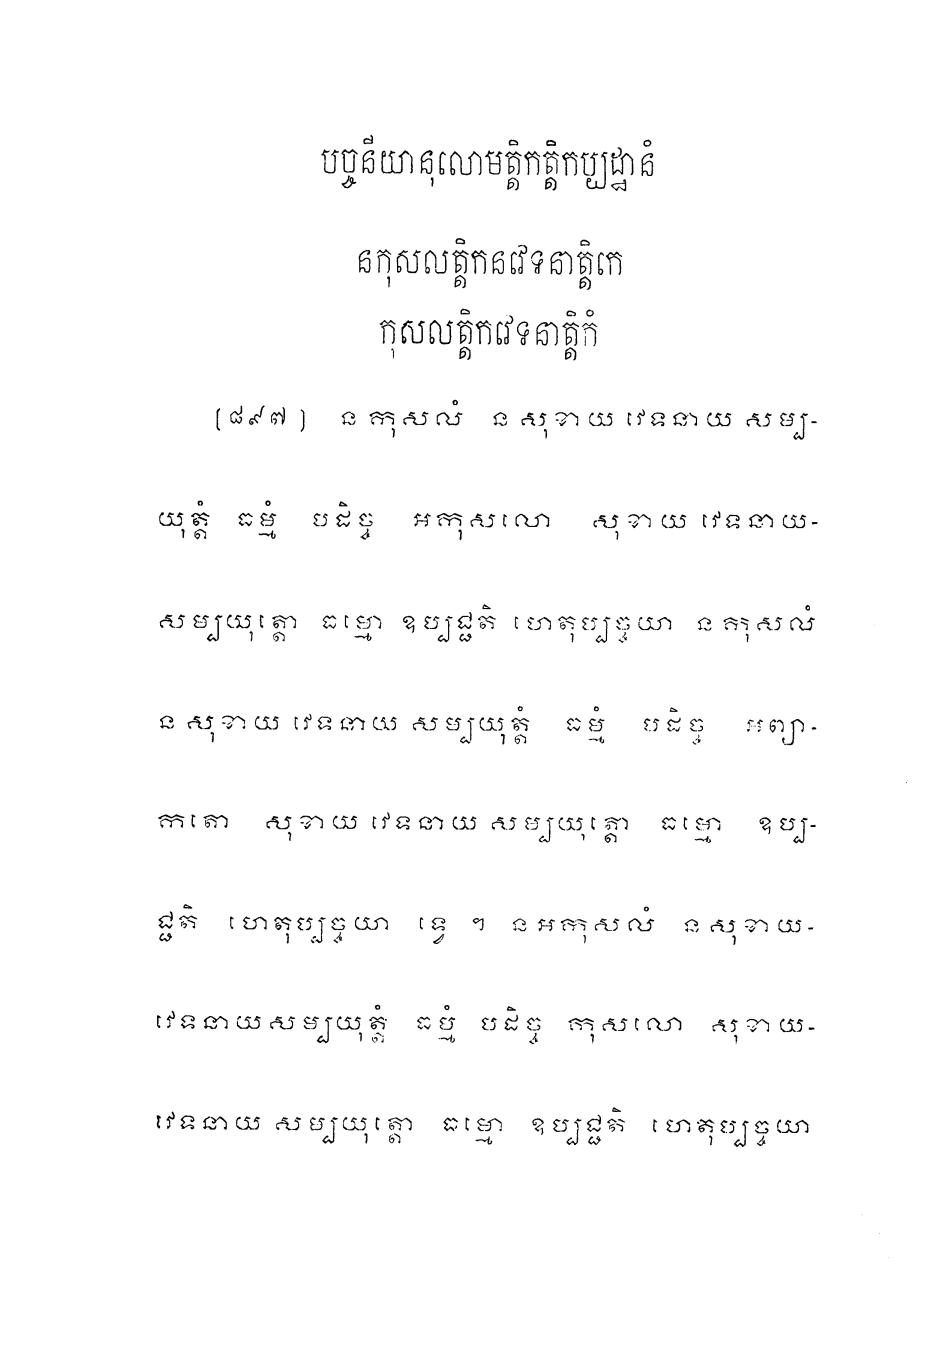 បច្ចនីយានុលោមត្តិកត្តិកប្បដ្ឋានំ
នកុសលត្តិកនវេទនាត្តិកេ
កុសលត្តិកវេទនាត្តិកំ
(៨៩៧) ន កុសលំ ន សុខាយ វេទនាយ សម្ប-
យុត្តំ ធម្មំ បដិច្ច អកុសលោ សុខាយ វេទនាយ-
សម្បយុត្តោ ធម្មោ ឧប្បជ្ជតិ ហេតុប្បច្ចយា ន កុសលំ
ន សុខាយ វេទនាយ សម្បយុត្តំ ធម្មំ បដិច្ច អព្យា-
កតោ សុខាយ វេទនាយ សម្បយុត្តោ ធម្មោ ឧប្ប-
ជ្ជតិ ហេតុប្បច្ចយា ទ្វេ ។ នអកុសលំ ន សុខាយ-
វេទនាយសម្បយុត្តំ ធម្មំ បដិច្ច កុសលោ សុខាយ-
វេទនាយ សម្បយុត្តោ ធម្មោ ឧប្បជ្ជតិ ហេតុប្បច្ចយា